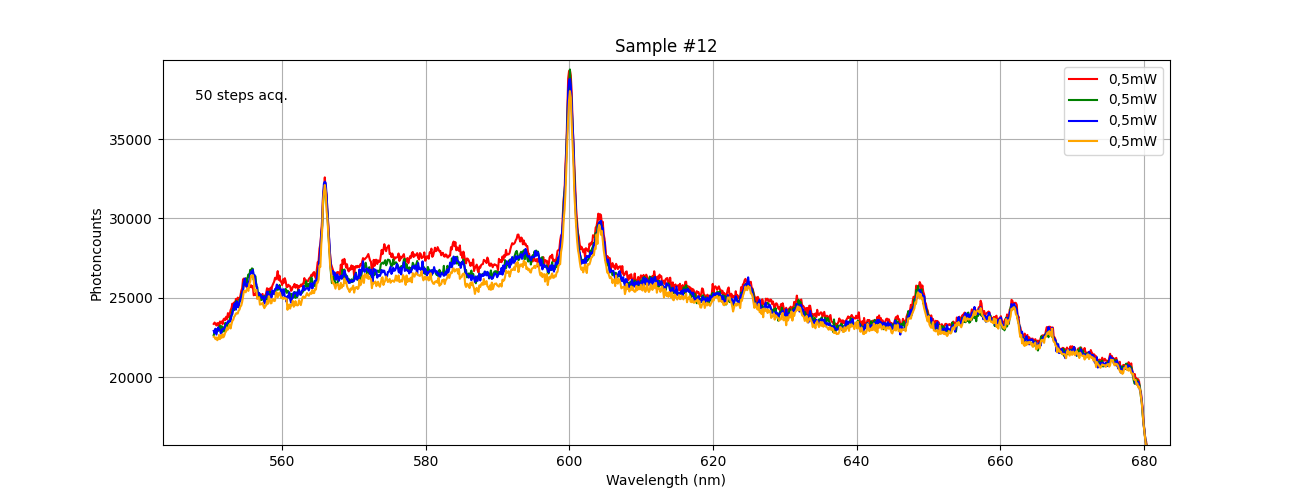 Sample #12
50 steps acq.
0,5mW
0,5mW
0,5mW
0,5mW
Photoncounts
35000
30000
25000
20000
560 580 600 620 640 660 680
Wavelength (nm)